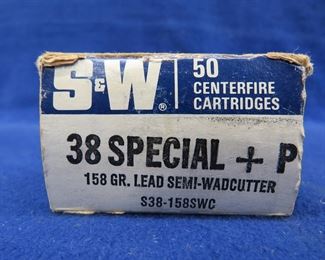 S&W®
50
CENTERFIRE
CARTRIDGES
38 SPECIAL + P
158 GR. LEAD SEMI-WADCUTTER
S38-158SWC